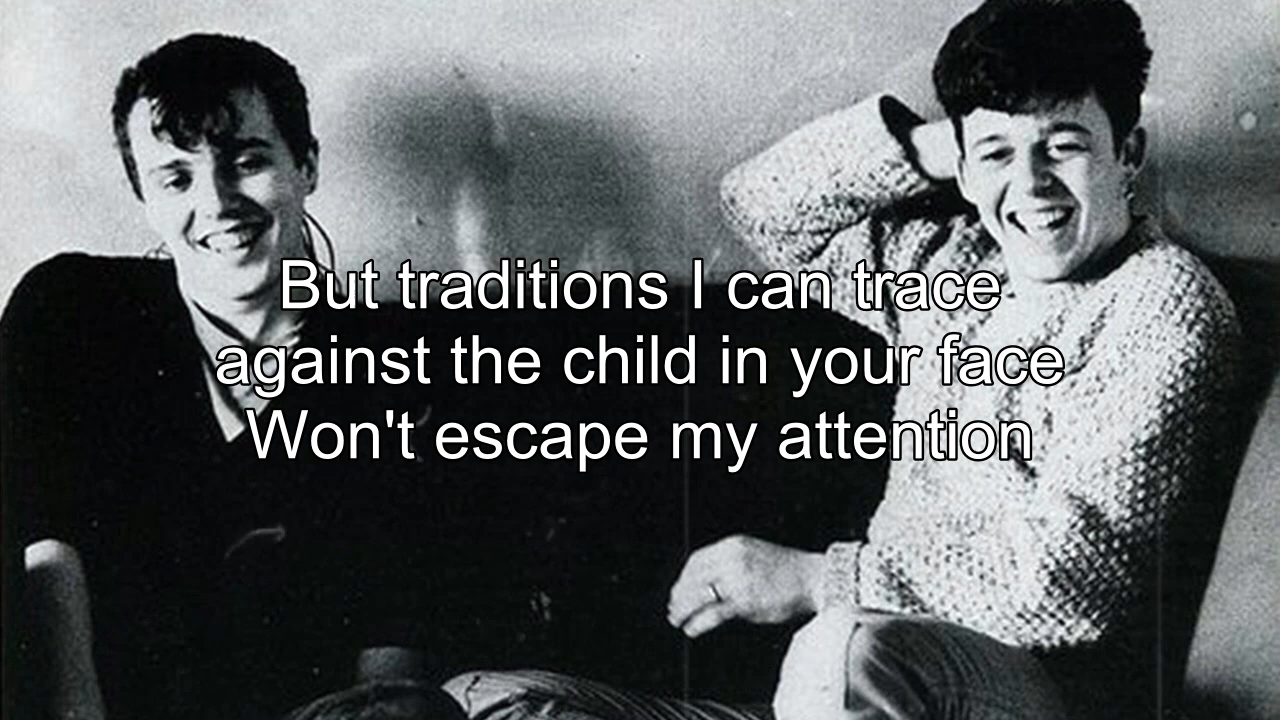 But traditions I can trace
against the child in your face
Won't escape my attention